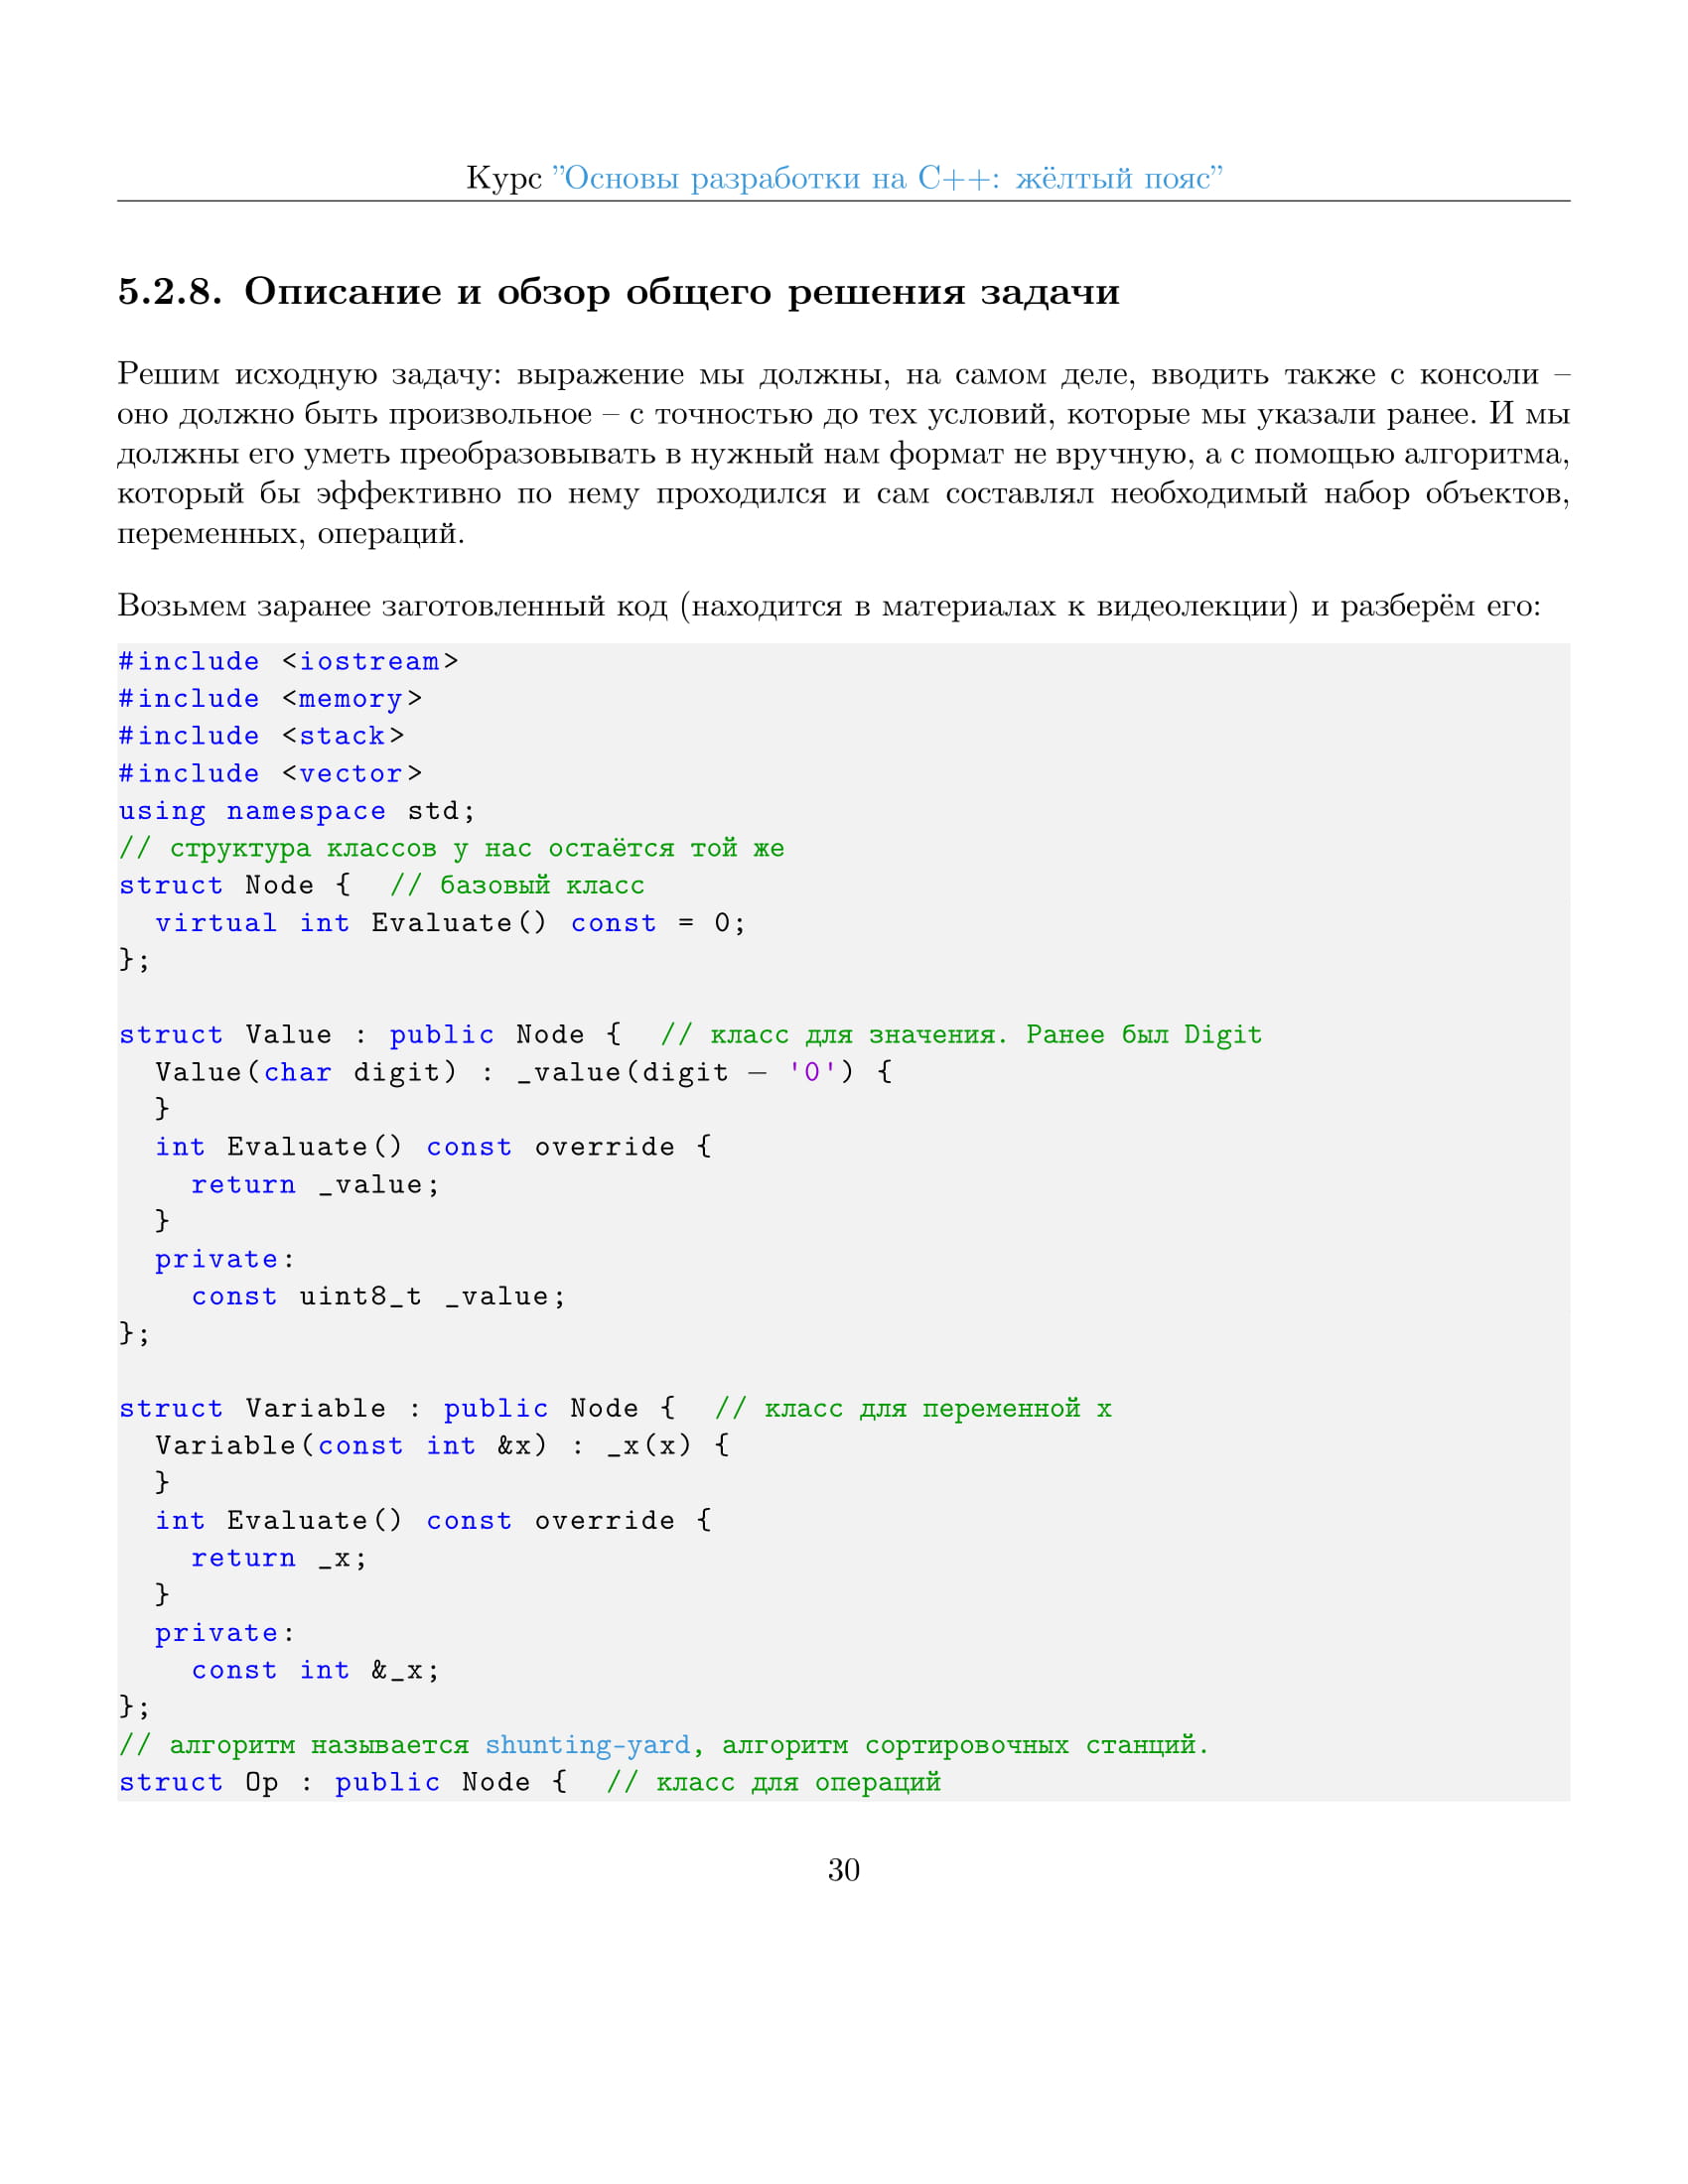 Курс ”Основы разработки на C++: жёлтый пояс”
5.2.8. Описание и обзор общего решения задачи
Решим исходную задачу: выражение мы должны, на самом деле, вводить также с консоли –
оно должно быть произвольное – с точностью до тех условий, которые мы указали ранее. И мы
должны его уметь преобразовывать в нужный нам формат не вручную, а с помощью алгоритма,
который бы эффективно по нему проходился и сам составлял необходимый набор объектов,
переменных, операций.
Возьмем заранее заготовленный код (находится в материалах к видеолекции) и разберём его:
#include <iostream>
#include <memory>
#include <stack>
#include <vector>
using namespace std;
// структура классов у нас остаётся той же
struct Node {  // базовый класс
  virtual int Evaluate() const = 0;
};
struct Value : public Node {  // класс для значения. Ранее был Digit
  Value(char digit) : _value(digit − '0') {
  }
  int Evaluate() const override {
    return _value;
  }
  private:
    const uint8_t _value;
};
struct Variable : public Node {  // класс для переменной x
  Variable(const int &x) : _x(x) {
  }
  int Evaluate() const override {
    return _x;
  }
  private:
    const int &_x;
};
// алгоритм называется shunting-yard, алгоритм сортировочных станций.
struct Op : public Node {  // класс для операций
30